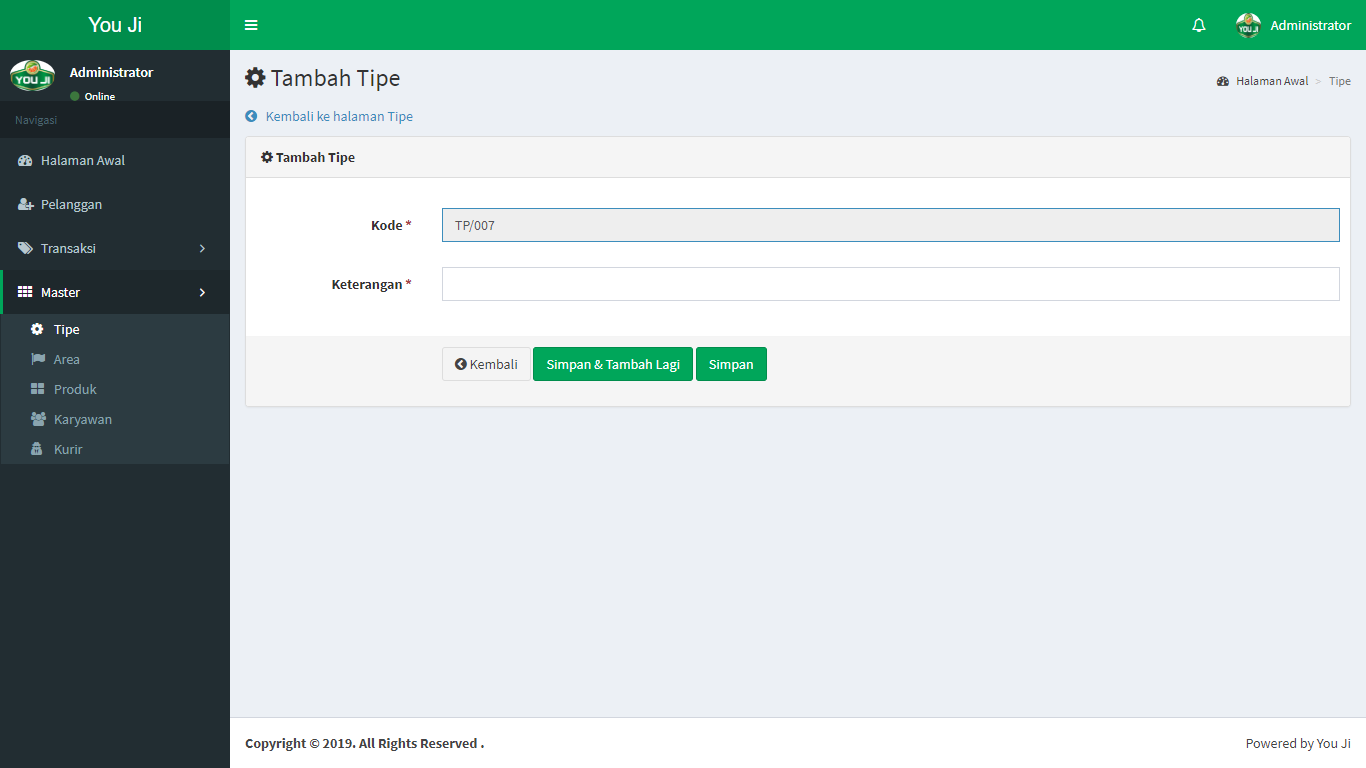 You Ji
Administrator
YOU JI
Administrator
Online
Navigasi
Halaman Awal
Pelanggan
Transaksi
Master
Tipe
Area
Produk
Karyawan
Kurir
YOU JI
Tambah Tipe
Halaman Awal > Tipe
Kembali ke halaman Tipe
Tambah Tipe
Kode * TP/007
Keterangan *
Kembali Simpan & Tambah Lagi Simpan
Copyright © 2019. All Rights Reserved .
Powered by You Ji